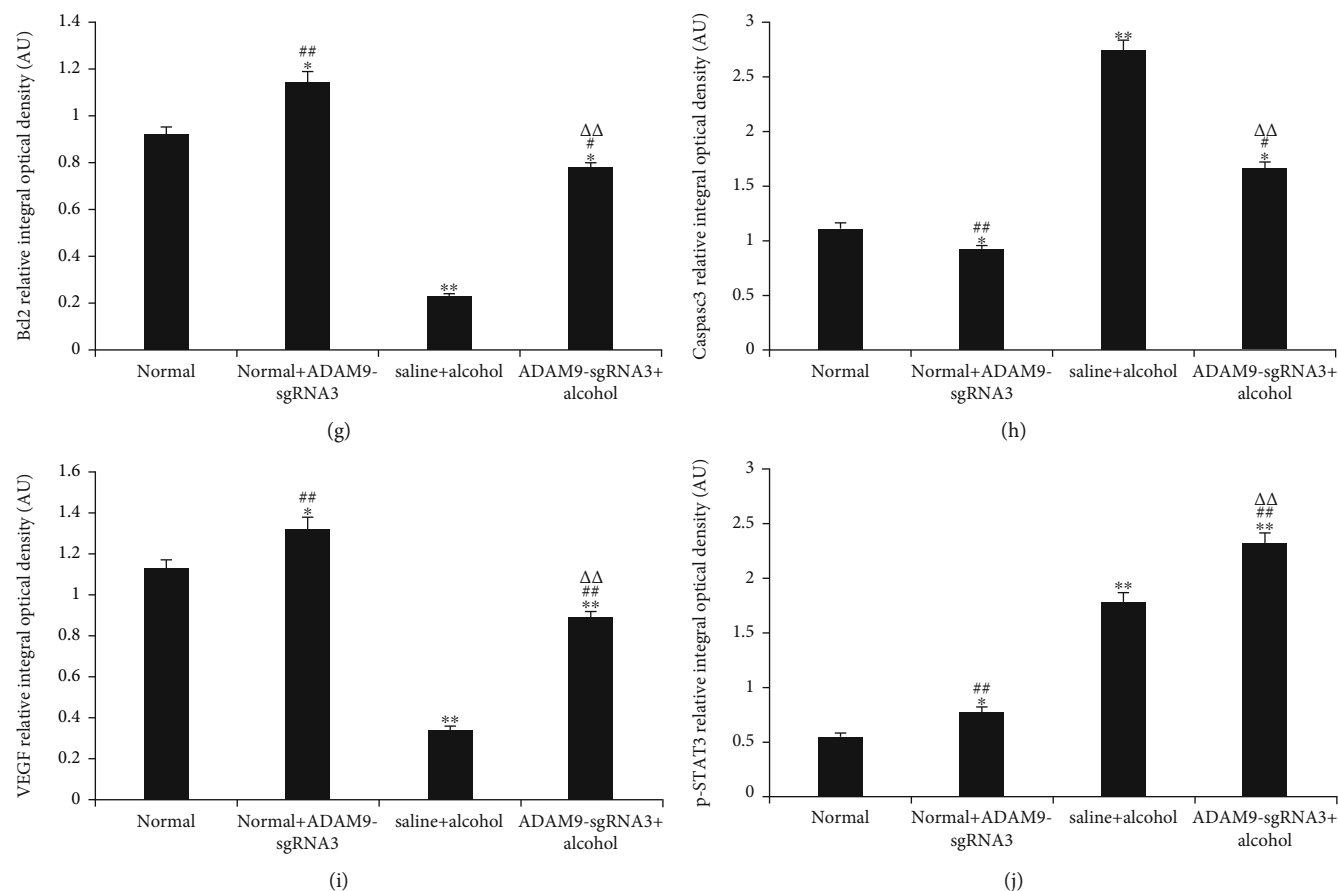 Bcl2 relative integral optical density (AU)
1.4
1.2
1
0.8
0.6
0.4
0.2
0
##
*
**
ΔΔ
#
*
Normal
Normal+ADAM9-
sgRNA3
saline+alcohol
ADAM9-sgRNA3+
alcohol
(g)
Caspasc3 relative integral optical density (AU)
3
2.5
2
1.5
1
0.5
0
##
*
**
ΔΔ
#
*
Normal
Normal+ADAM9-
sgRNA3
saline+alcohol
ADAM9-sgRNA3+
alcohol
(h)
VEGF relative integral optical density (AU)
1.6
1.4
1.2
1
0.8
0.6
0.4
0.2
0
##
*
**
ΔΔ
##
**
Normal
Normal+ADAM9-
sgRNA3
saline+alcohol
ADAM9-sgRNA3+
alcohol
(i)
p-STAT3 relative integral optical density (AU)
3
2.5
2
1.5
1
0.5
0
##
*
**
ΔΔ
##
**
Normal
Normal+ADAM9-
sgRNA3
saline+alcohol
ADAM9-sgRNA3+
alcohol
(j)